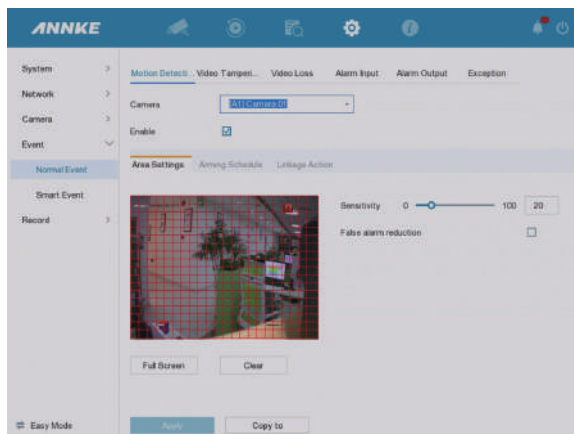 ANNKE
System
Network
Camera
Event
Normal Event
Smart Event
Record
Easy Mode
Motion Detecti... Video Tamperi... Video Loss Alarm Input Alarm Output Exception
Camera [A1] Camera 01
Enable
Area Settings Arming Schedule Linkage Action
Sensitivity 0 100 20
False alarm reduction
Full Screen Clear
Apply Copy to